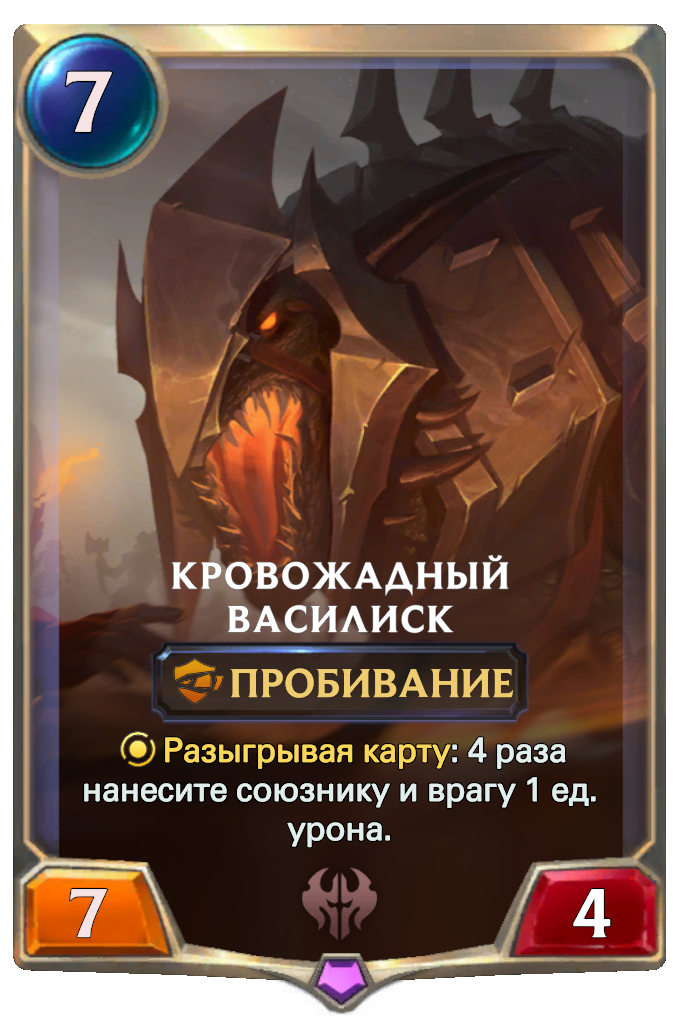 7
КРОВОЖАДНЫЙ
ВАСИЛИСК
ПРОБИВАНИЕ
Разыгрывая карту: 4 раза
нанесите союзнику и врагу 1 ед.
урона.
7
4